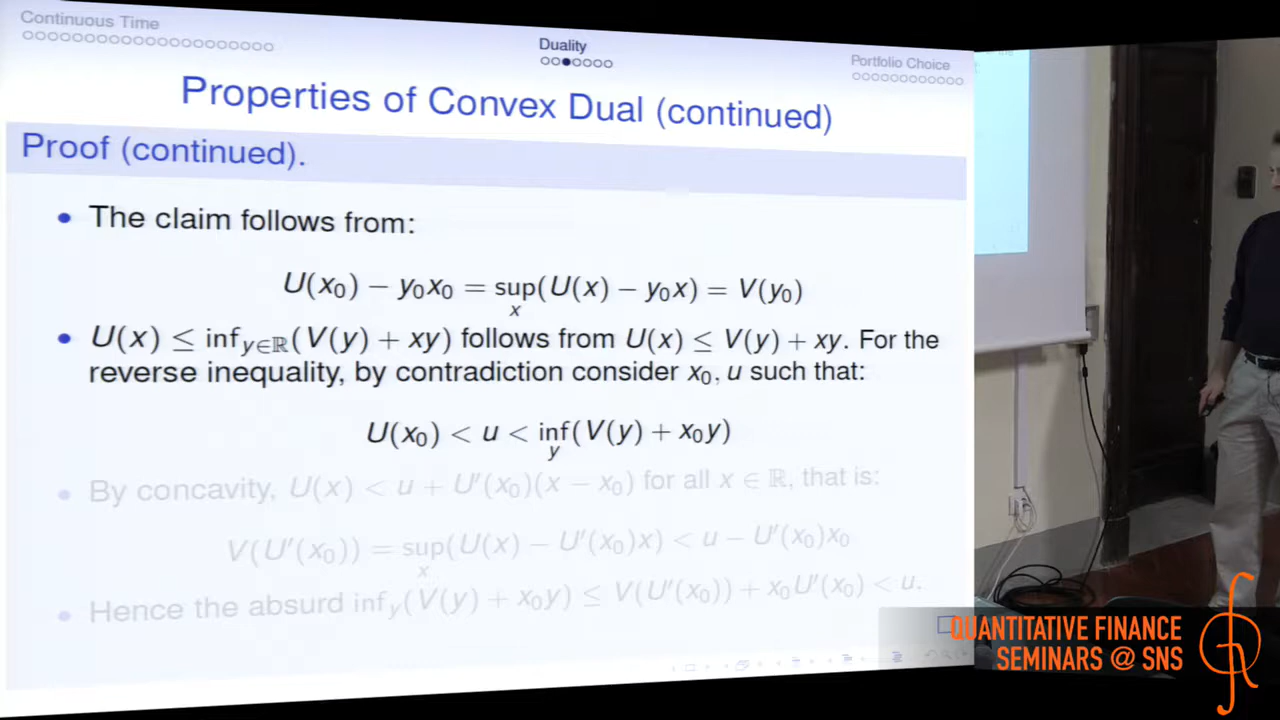 Continuous Time
Duality
Portfolio Choice
Properties of Convex Dual (continued)
Proof (continued).
• The claim follows from:
U(x₀) − y₀x₀ = sup(U(x) − y₀x) = V(y₀)
x
• U(x) ≤ inf_{y∈ℝ}(V(y) + xy) follows from U(x) ≤ V(y) + xy. For the
reverse inequality, by contradiction consider x₀, u such that:
U(x₀) < u < inf(V(y) + x₀y)
y
• By concavity, U(x) < u + U′(x₀)(x − x₀) for all x ∈ ℝ, that is:
V(U′(x₀)) = sup(U(x) − U′(x₀)x) < u − U′(x₀)x₀
x
• Hence the absurd inf_y(V(y) + x₀y) ≤ V(U′(x₀)) + x₀U′(x₀) < u.
QUANTITATIVE FINANCE
SEMINARS @ SNS